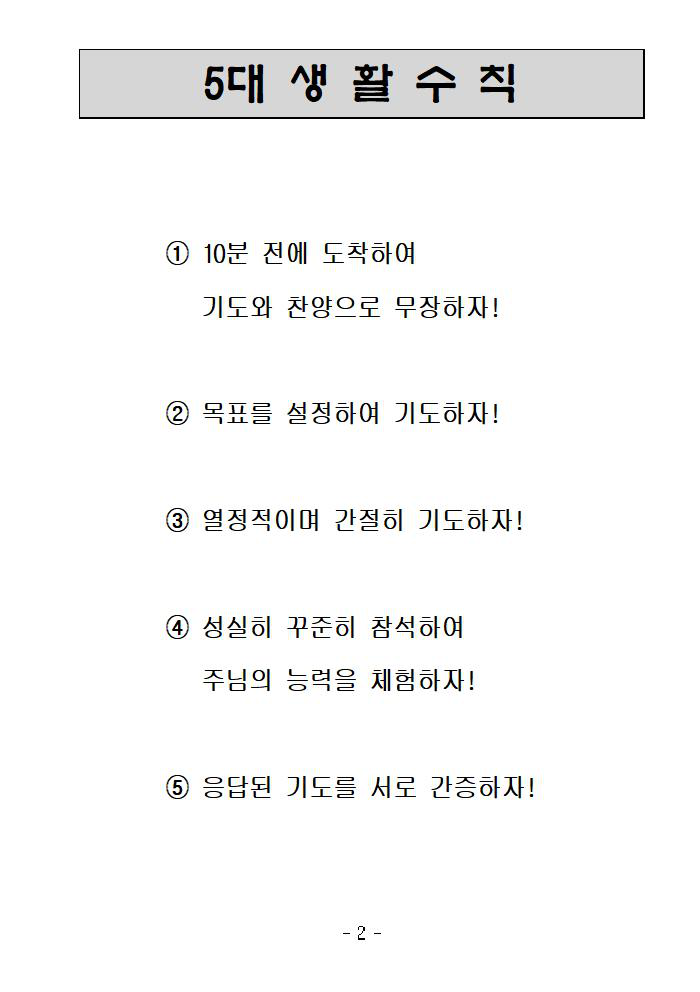 5대 생 활 수 칙
① 10분 전에 도착하여
기도와 찬양으로 무장하자!
② 목표를 설정하여 기도하자!
③ 열정적이며 간절히 기도하자!
④ 성실히 꾸준히 참석하여
주님의 능력을 체험하자!
⑤ 응답된 기도를 서로 간증하자!
- 2 -